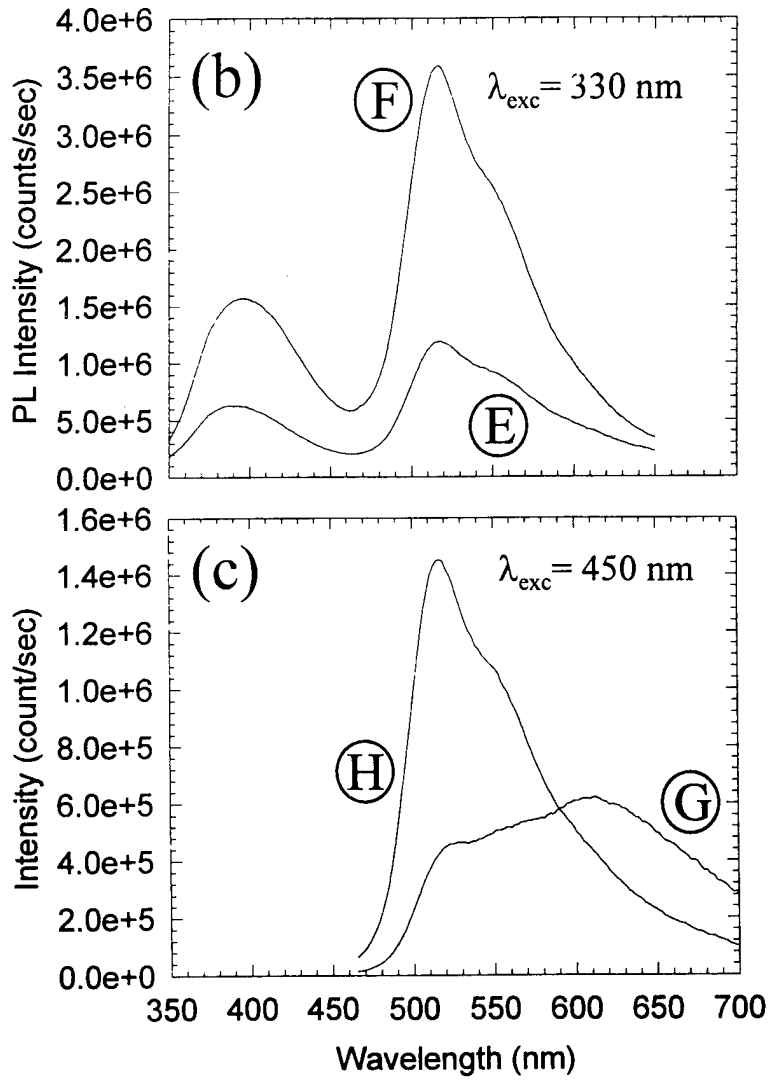 4.0e+6
(b)
F
λexc= 330 nm
3.5e+6
3.0e+6
2.5e+6
2.0e+6
1.5e+6
1.0e+6
5.0e+5
0.0e+0
E
PL Intensity (counts/sec)
1.6e+6
(c)
λexc= 450 nm
1.4e+6
1.2e+6
1.0e+6
8.0e+5
6.0e+5
4.0e+5
2.0e+5
0.0e+0
H
G
Intensity (count/sec)
350 400 450 500 550 600 650 700
Wavelength (nm)